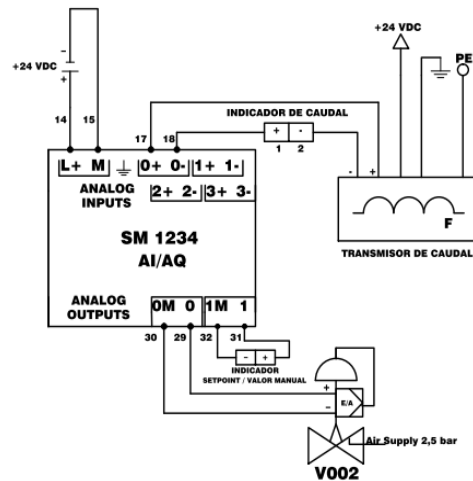 +24 VDC
PE
-
+24 VDC
+
14 15 17 18
INDICADOR DE CAUDAL
+ -
1 2
- +
L+ M 0+ 0- 1+ 1-
ANALOG INPUTS
2+ 2- 3+ 3-
F
TRANSMISOR DE CAUDAL
SM 1234
AI/AQ
ANALOG OUTPUTS
0M 0 1M 1
30 29 32 31
- +
INDICADOR
SETPOINT / VALOR MANUAL
+
-
E/A
Air Supply 2,5 bar
V002